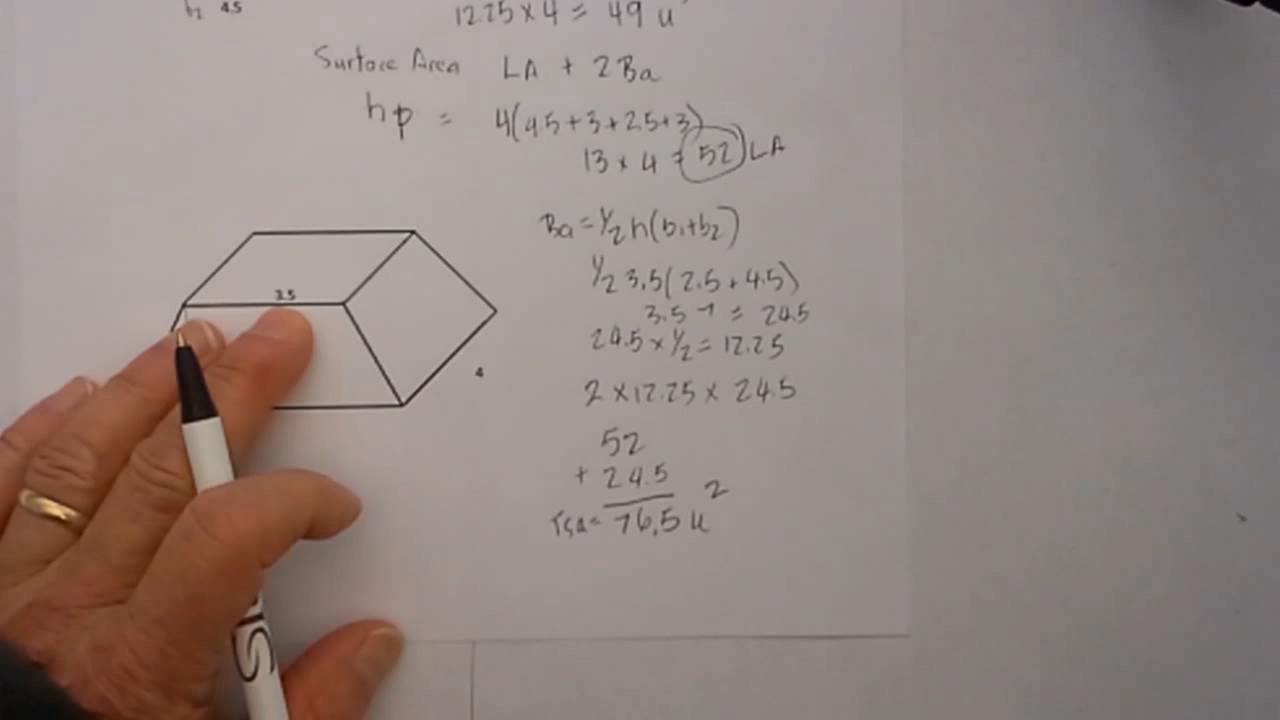 h₂ 4.5
12.25 x 4 = 49 u
Surface Area LA + 2Ba
hp = 4(4.5+3+2.5+3)
13 x 4 = 52 LA
Ba = 1/2 h(b₁+b₂)
1/2 3.5(2.5+4.5)
3.5 7 = 24.5
24.5 x 1/2 = 12.25
2 x 12.25 x 24.5
52
+ 24.5
TSA = 76.5 u²
4